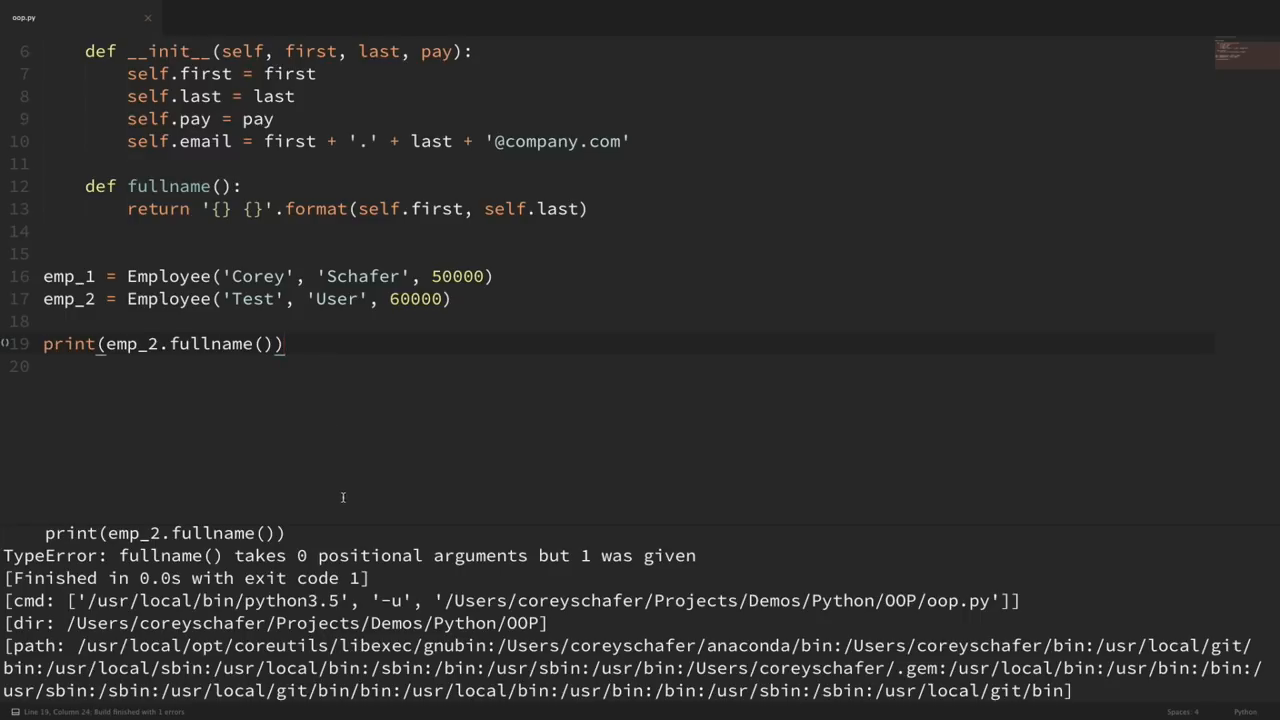 oop.py ×
6 def __init__(self, first, last, pay):
7 self.first = first
8 self.last = last
9 self.pay = pay
10 self.email = first + '.' + last + '@company.com'
11
12 def fullname():
13 return '{} {}'.format(self.first, self.last)
14
15
16 emp_1 = Employee('Corey', 'Schafer', 50000)
17 emp_2 = Employee('Test', 'User', 60000)
18
()19 print(emp_2.fullname())
20
print(emp_2.fullname())
TypeError: fullname() takes 0 positional arguments but 1 was given
[Finished in 0.0s with exit code 1]
[cmd: ['/usr/local/bin/python3.5', '-u', '/Users/coreyschafer/Projects/Demos/Python/OOP/oop.py']]
[dir: /Users/coreyschafer/Projects/Demos/Python/OOP]
[path: /usr/local/opt/coreutils/libexec/gnubin:/Users/coreyschafer/anaconda/bin:/Users/coreyschafer/bin:/usr/local/git/
bin:/usr/local/sbin:/usr/local/bin:/sbin:/bin:/usr/sbin:/usr/bin:/Users/coreyschafer/.gem:/usr/local/bin:/usr/bin:/bin:/
usr/sbin:/sbin:/usr/local/git/bin/bin:/usr/local/bin:/usr/bin:/bin:/usr/sbin:/sbin:/usr/local/git/bin]
Line 19, Column 24; Build finished with 1 errors Spaces: 4 Python